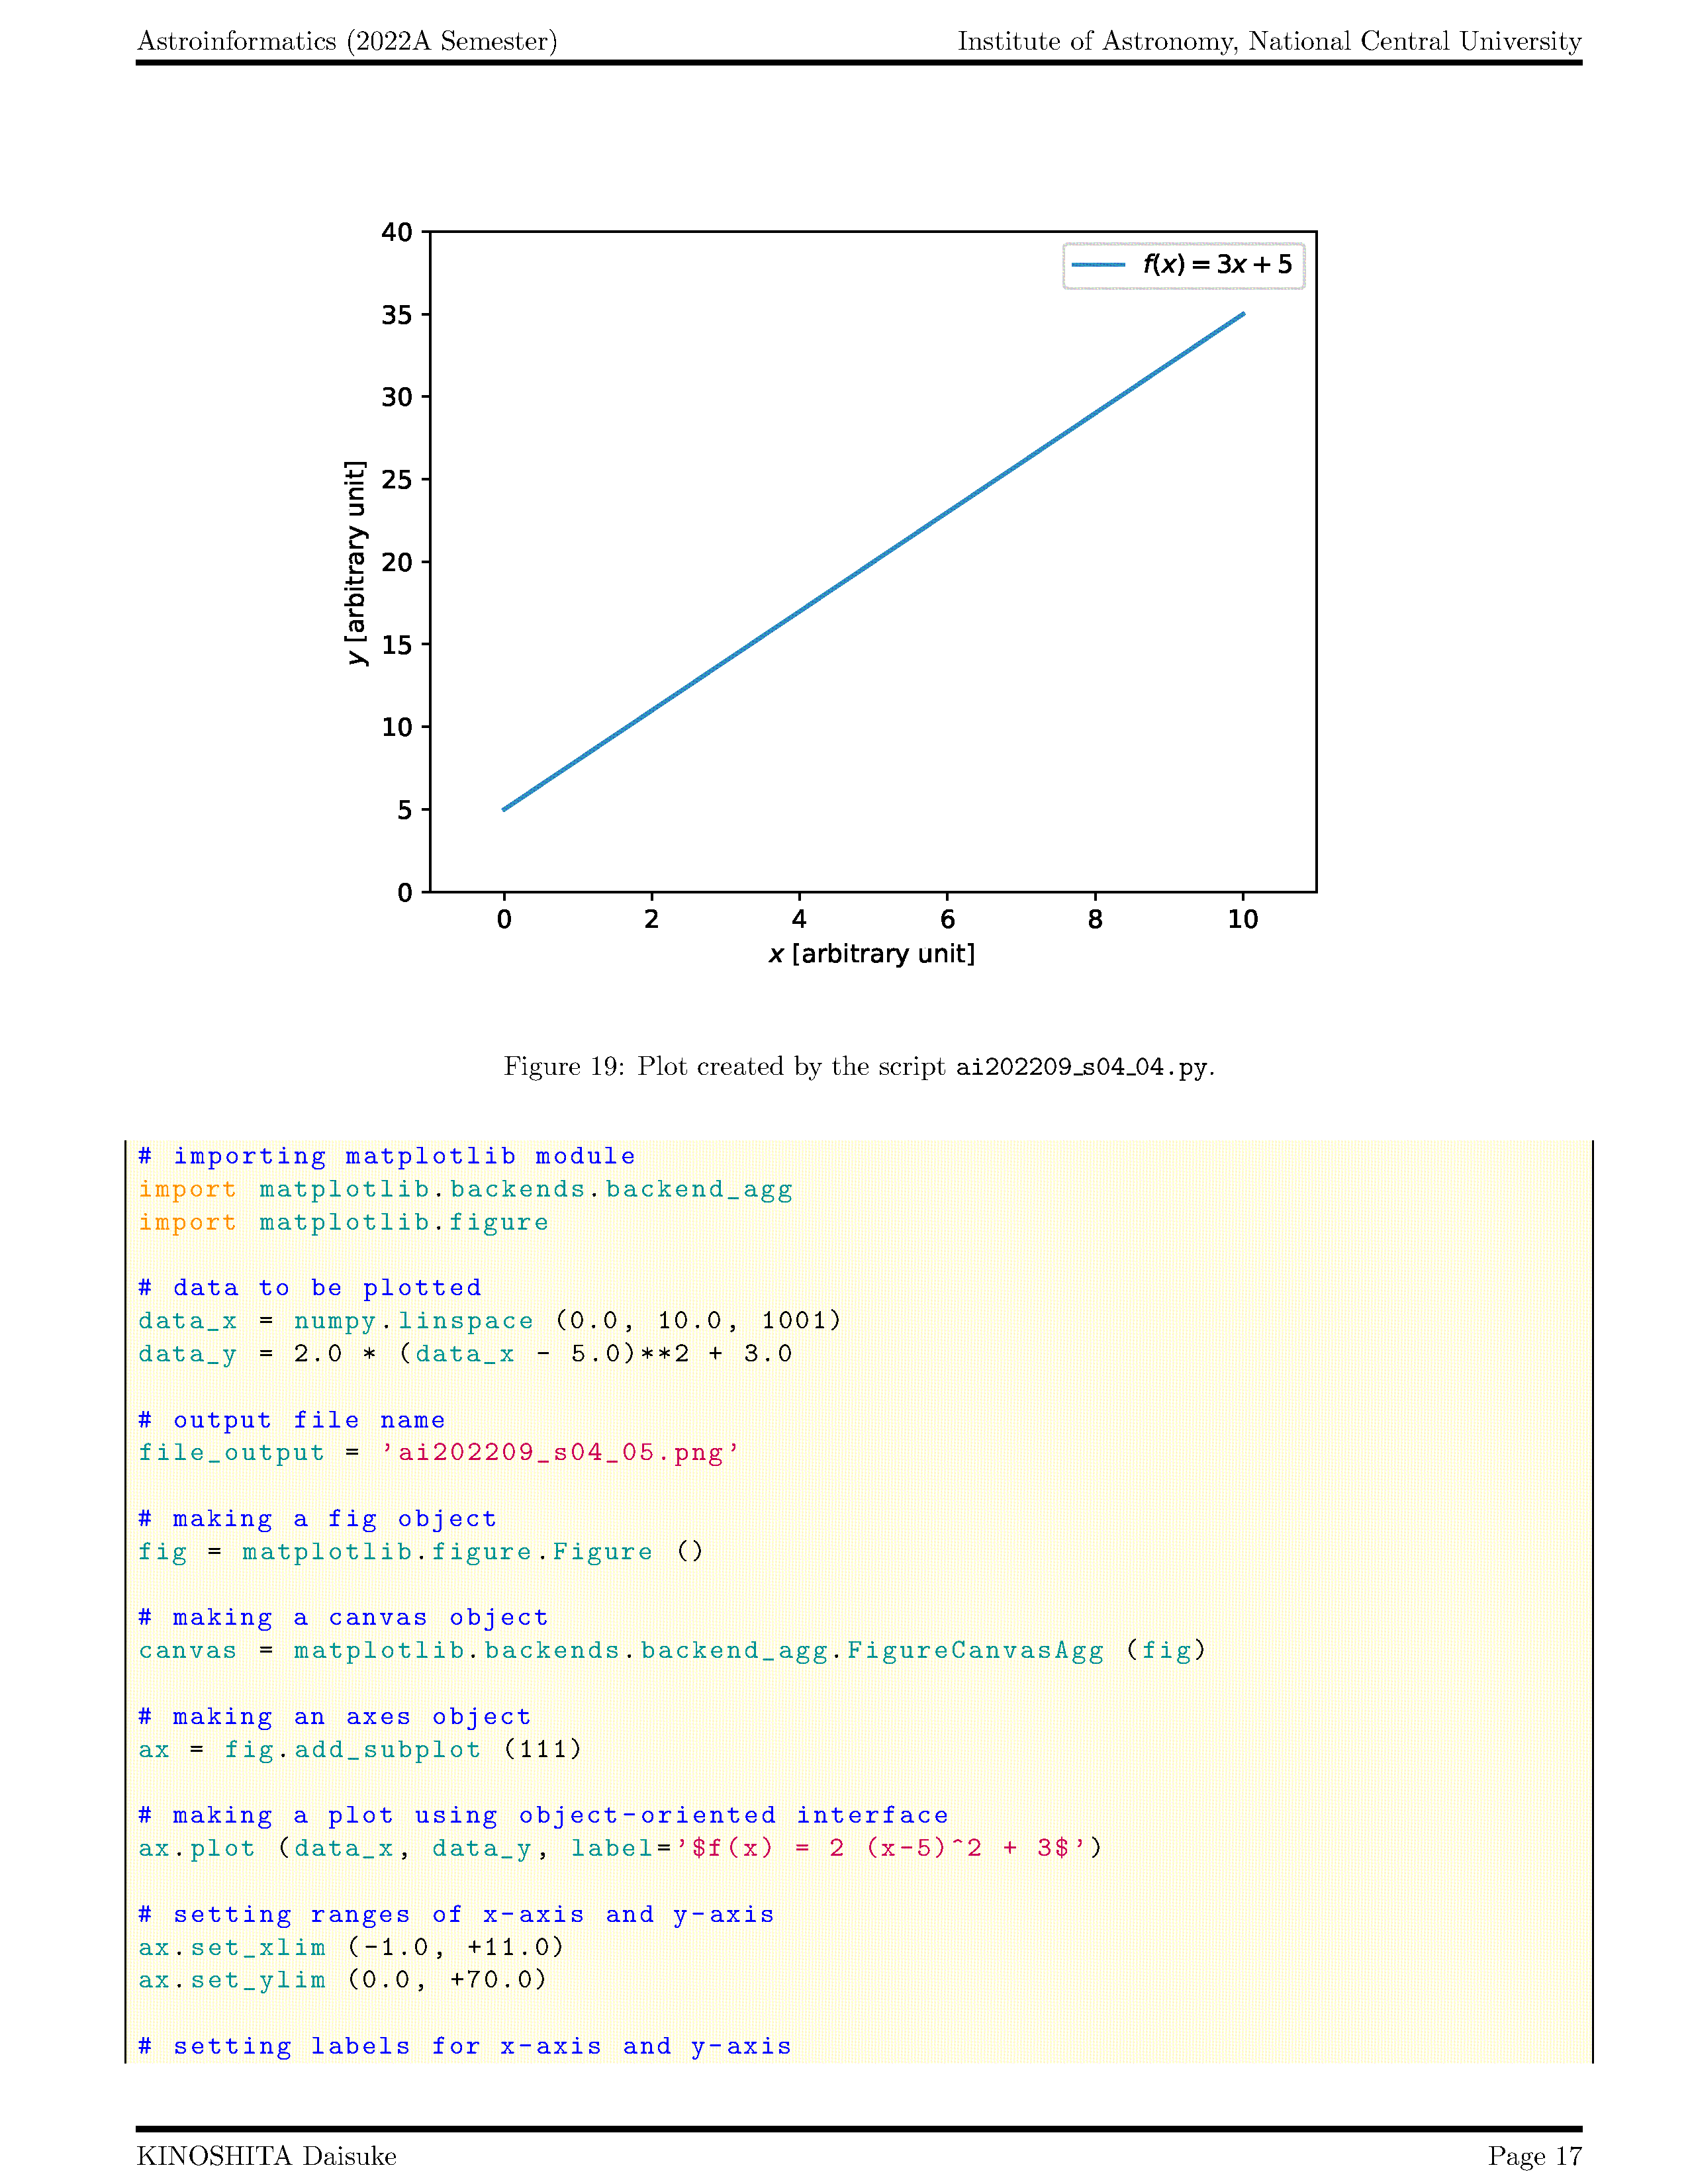 Astroinformatics (2022A Semester) Institute of Astronomy, National Central University
40
35
30
25
20
15
10
5
0
y [arbitrary unit]
f(x) = 3x + 5
0 2 4 6 8 10
x [arbitrary unit]
Figure 19: Plot created by the script ai202209_s04_04.py.
# importing matplotlib module
import matplotlib.backends.backend_agg
import matplotlib.figure
# data to be plotted
data_x = numpy.linspace (0.0, 10.0, 1001)
data_y = 2.0 * (data_x - 5.0)**2 + 3.0
# output file name
file_output = 'ai202209_s04_05.png'
# making a fig object
fig = matplotlib.figure.Figure ()
# making a canvas object
canvas = matplotlib.backends.backend_agg.FigureCanvasAgg (fig)
# making an axes object
ax = fig.add_subplot (111)
# making a plot using object-oriented interface
ax.plot (data_x, data_y, label='$f(x) = 2 (x-5)^2 + 3$')
# setting ranges of x-axis and y-axis
ax.set_xlim (-1.0, +11.0)
ax.set_ylim (0.0, +70.0)
# setting labels for x-axis and y-axis
KINOSHITA Daisuke Page 17